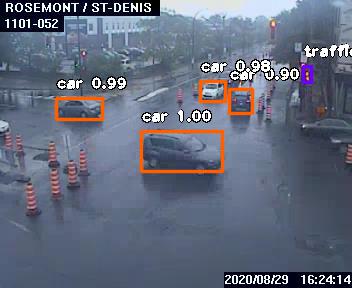 ROSEMONT / ST-DENIS
1101-052
traffi
car 0.98
car 0.90
car 0.99
car 1.00
2020/08/29 16:24:14